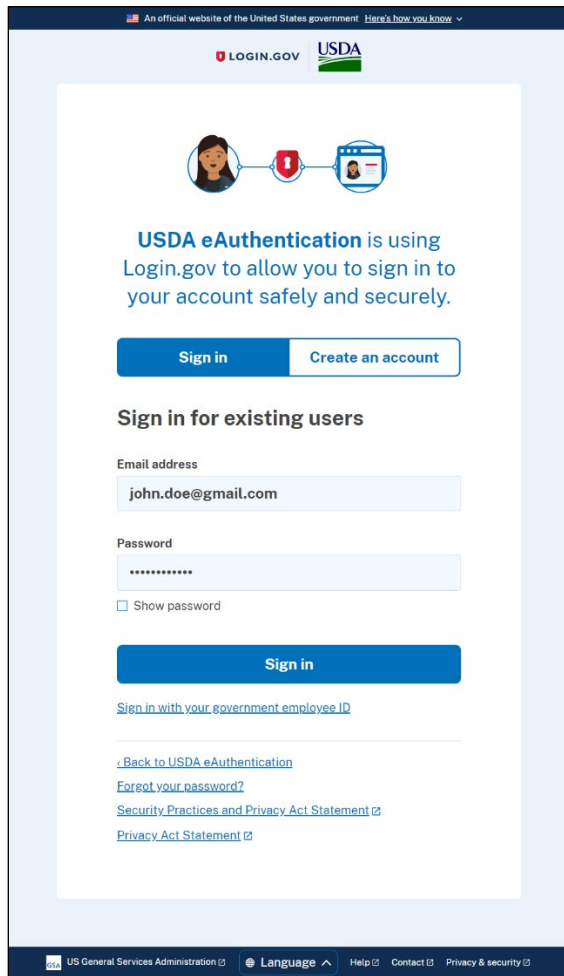 An official website of the United States government Here's how you know
LOGIN.GOV USDA
USDA eAuthentication is using
Login.gov to allow you to sign in to
your account safely and securely.
Sign in Create an account
Sign in for existing users
Email address
john.doe@gmail.com
Password
••••••••••••
Show password
Sign in
Sign in with your government employee ID
‹ Back to USDA eAuthentication
Forgot your password?
Security Practices and Privacy Act Statement
Privacy Act Statement
GSA US General Services Administration Language Help Contact Privacy & security